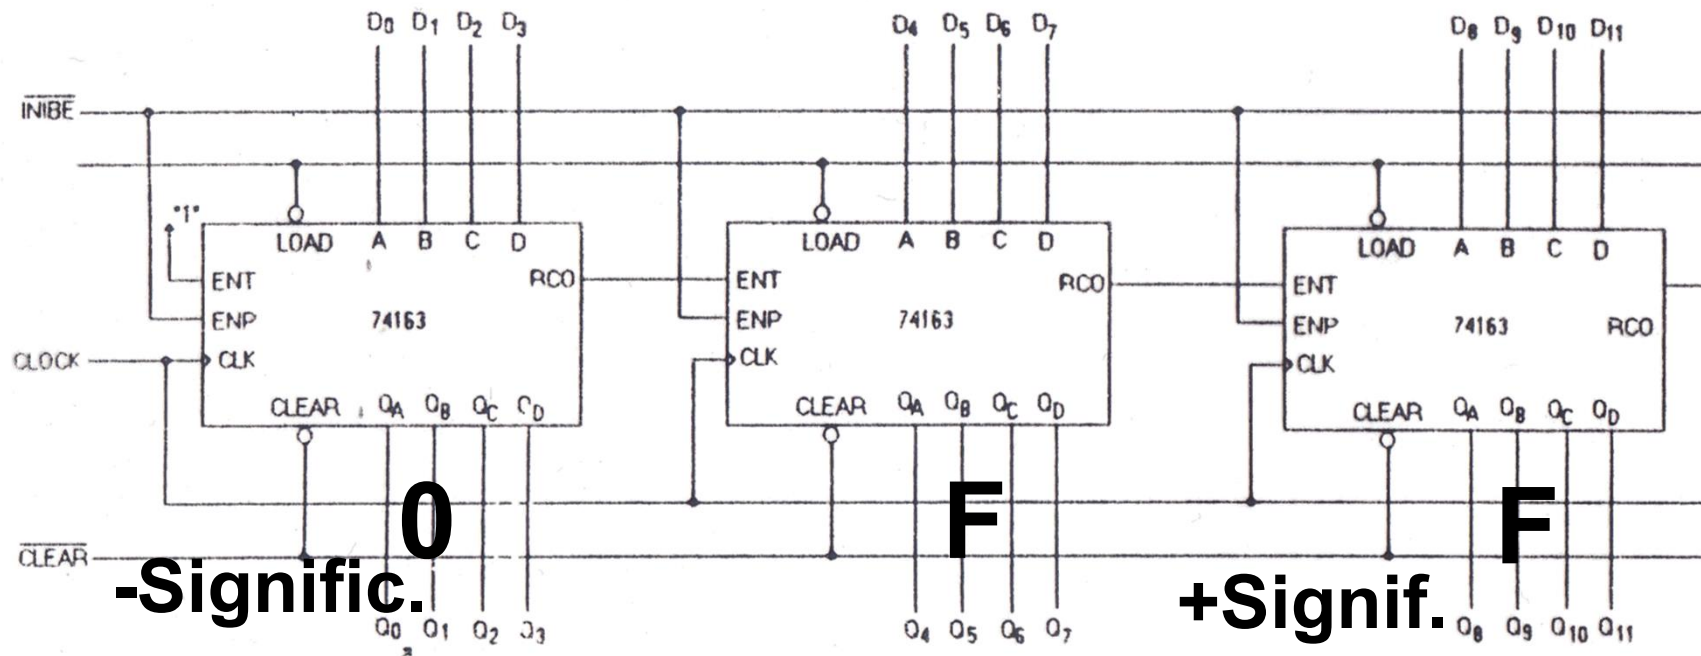 D0 D1 D2 D3 D4 D5 D6 D7 D8 D9 D10 D11
INIBE
"1"
LOAD A B C D LOAD A B C D LOAD A B C D
ENT RCO ENT RCO ENT
ENP 74163 ENP 74163 ENP 74163 RCO
CLOCK CLK CLK CLK
CLEAR QA QB QC QD CLEAR QA QB QC QD CLEAR QA QB QC QD
0 F F
CLEAR
-Signific. +Signif.
Q0 Q1 Q2 Q3 Q4 Q5 Q6 Q7 Q8 Q9 Q10 Q11